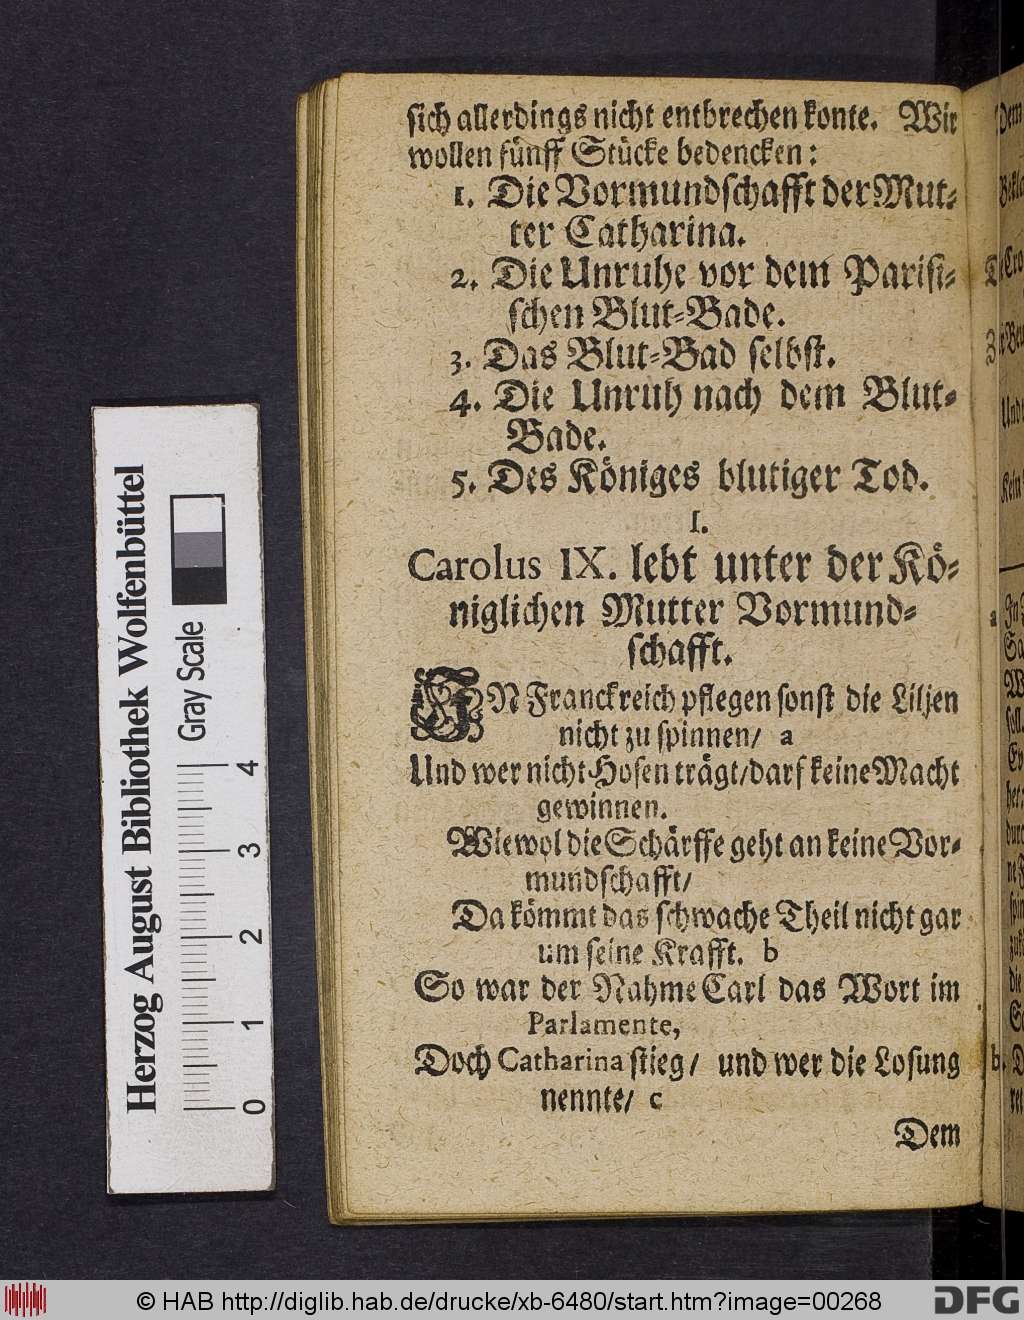 sich allerdings nicht entbrechen konte. Wir
wollen fünff Stücke bedencken:
1. Die Vormundschafft der Mut-
ter Catharina.
2. Die Unruhe vor dem Parisi-
schen Blut-Bade.
3. Das Blut-Bad selbst.
4. Die Unruh nach dem Blut-
Bade.
5. Des Königes blutiger Tod.
I.
Carolus IX. lebt unter der Kö-
niglichen Mutter Vormund-
schafft.
IN Franckreich pflegen sonst die Liljen
nicht zu spinnen/ a
Und wer nicht Hosen trägt/ darf keine Macht
gewinnen.
Wiewol die Schärffe geht an keine Vor-
mundschafft/
Da kömmt das schwache Theil nicht gar
um seine Krafft. b
So war der Nahme Carl das Wort im
Parlamente,
Doch Catharina stieg/ und wer die Losung
nennte/ c
Dem
Herzog August Bibliothek Wolfenbüttel
Gray Scale
0 1 2 3 4
© HAB http://diglib.hab.de/drucke/xb-6480/start.htm?image=00268
DFG